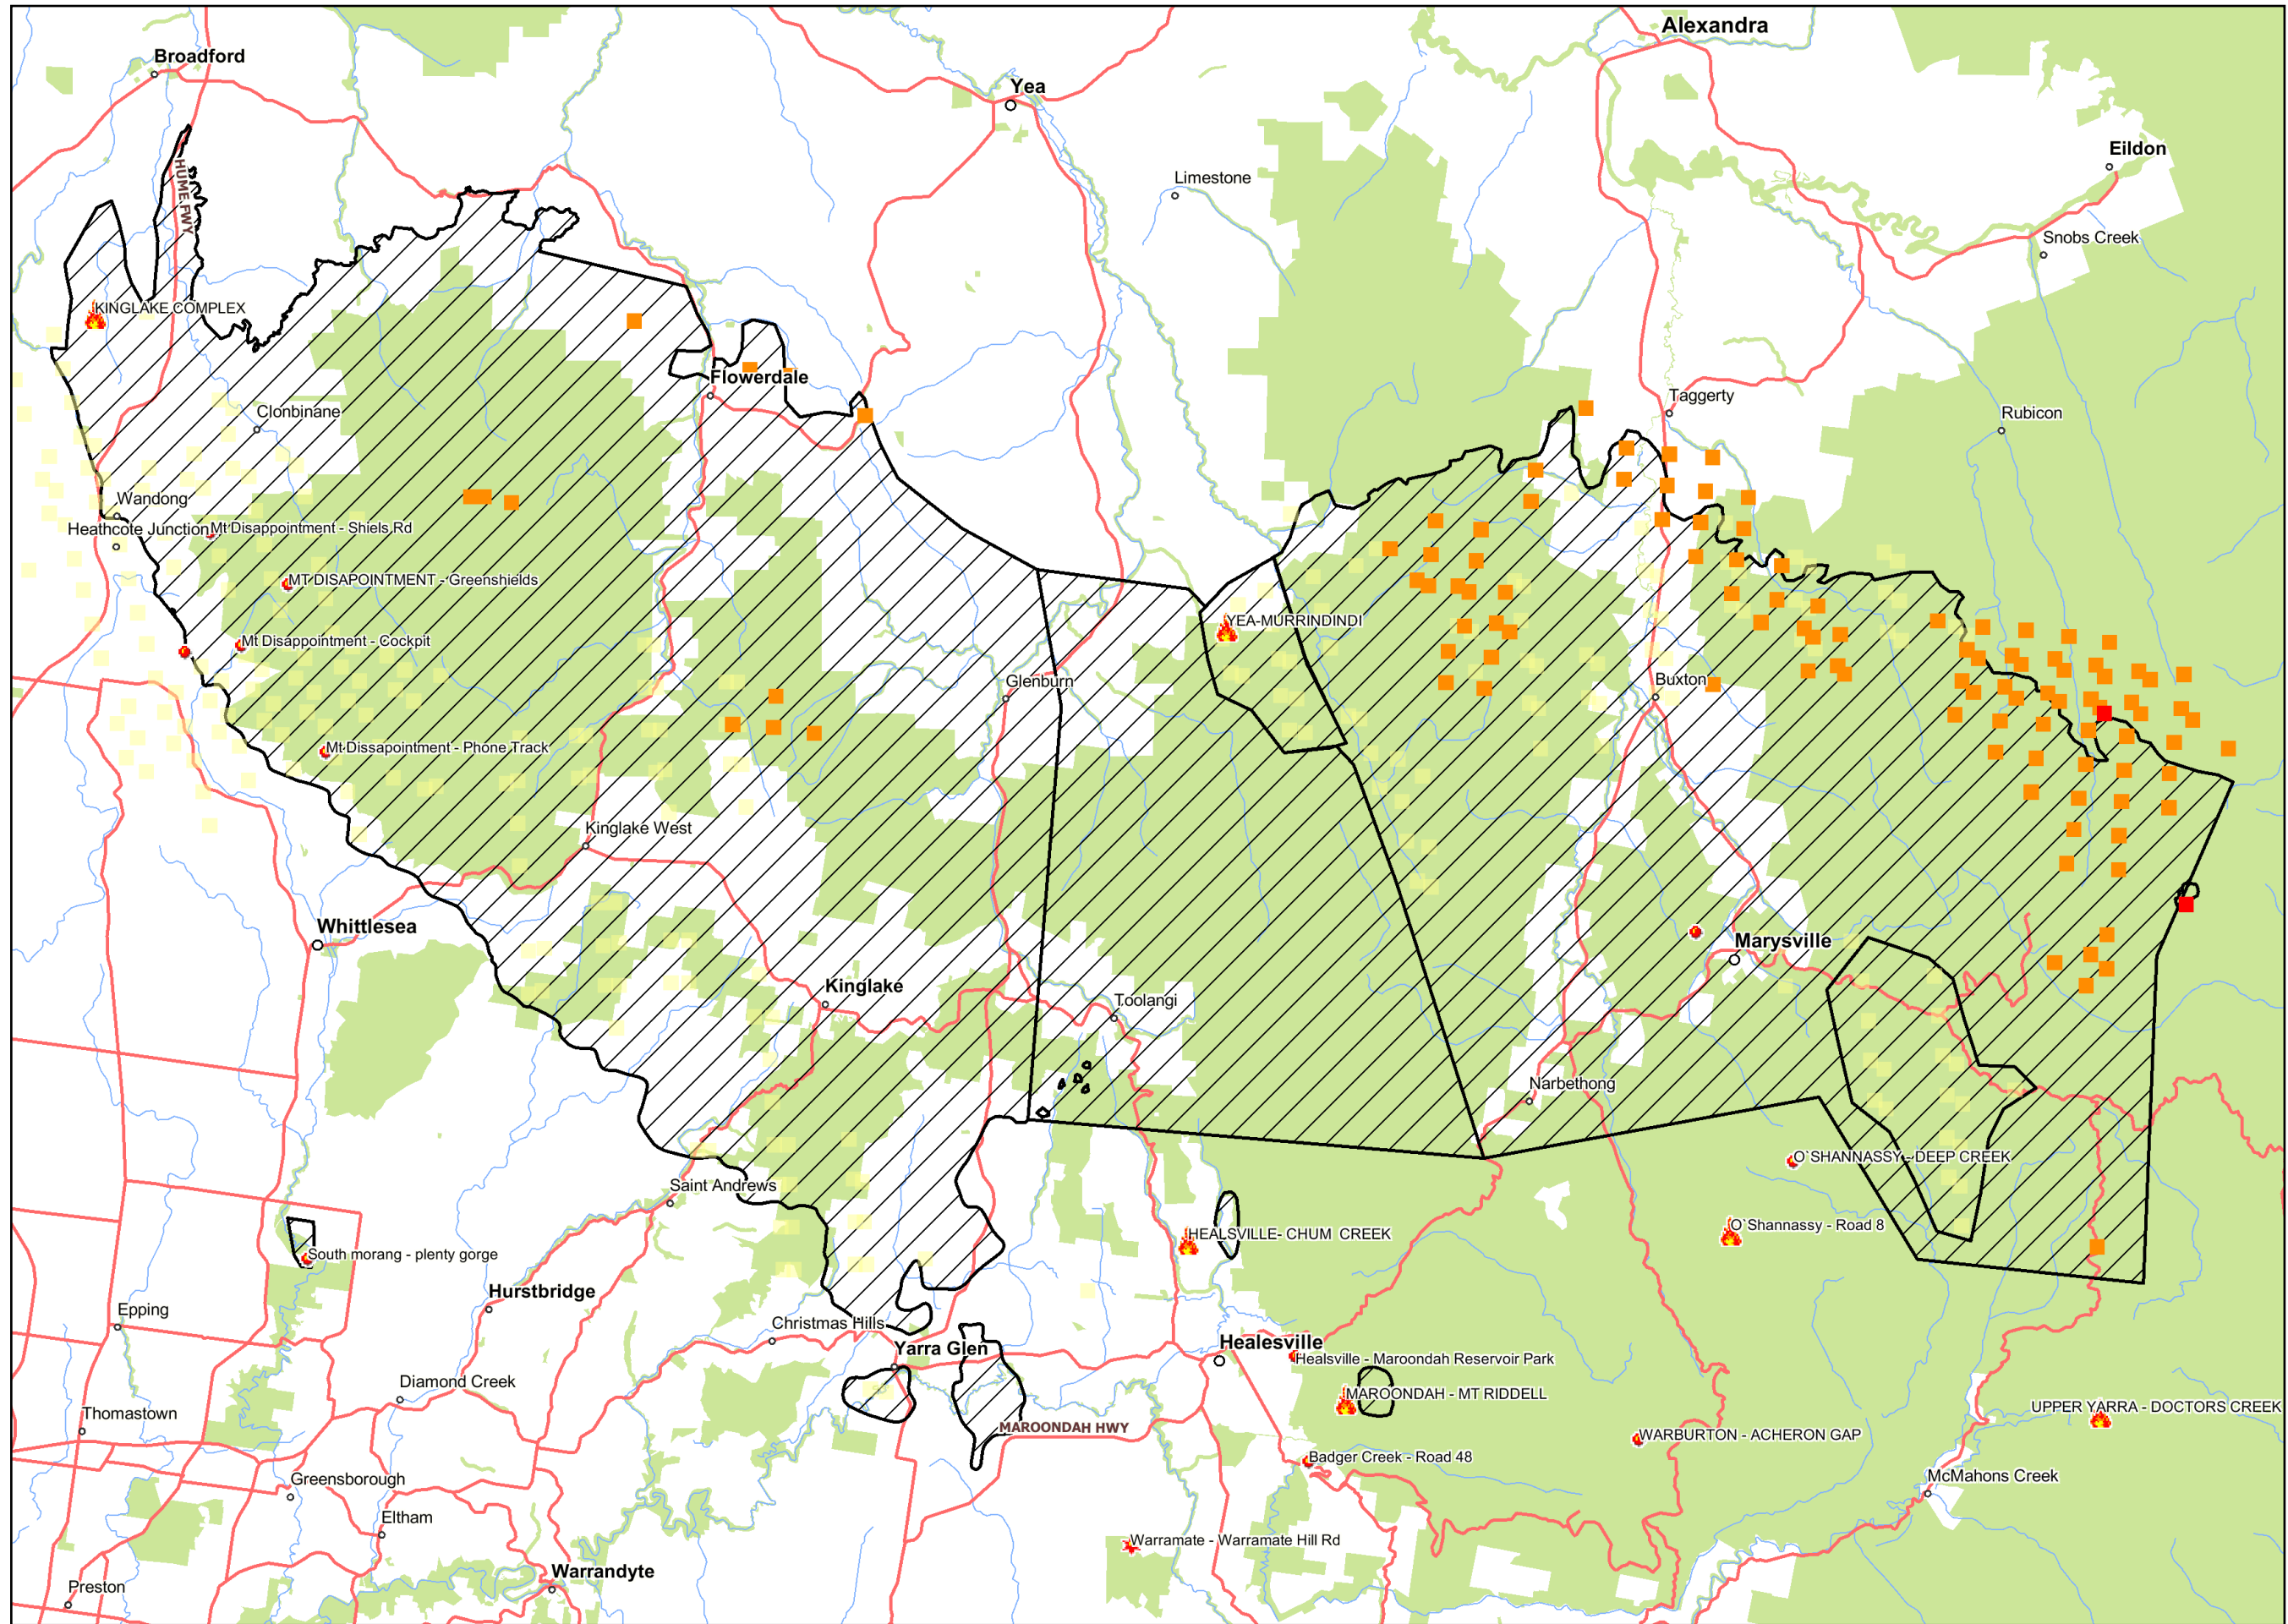 Alexandra
Broadford
Yea
Eildon
HUME FWY
Limestone
Snobs Creek
KINGLAKE COMPLEX
Flowerdale
Taggerty
Clonbinane
Rubicon
Wandong
Heathcote Junction
Mt Disappointment - Shiels Rd
MT DISAPOINTMENT - Greenshields
YEA-MURRINDINDI
Mt Disappointment - Cockpit
Glenburn
Buxton
Mt Dissapointment - Phone Track
Kinglake West
Whittlesea
Marysville
Kinglake
Toolangi
Narbethong
O`SHANNASSY - DEEP CREEK
Saint Andrews
O`Shannassy - Road 8
HEALSVILLE- CHUM CREEK
South morang - plenty gorge
Hurstbridge
Epping
Christmas Hills
Healesville
Yarra Glen
Healsville - Maroondah Reservoir Park
Diamond Creek
MAROONDAH - MT RIDDELL
UPPER YARRA - DOCTORS CREEK
Thomastown
MAROONDAH HWY
WARBURTON - ACHERON GAP
Badger Creek - Road 48
Greensborough
McMahons Creek
Eltham
Warramate - Warramate Hill Rd
Warrandyte
Preston